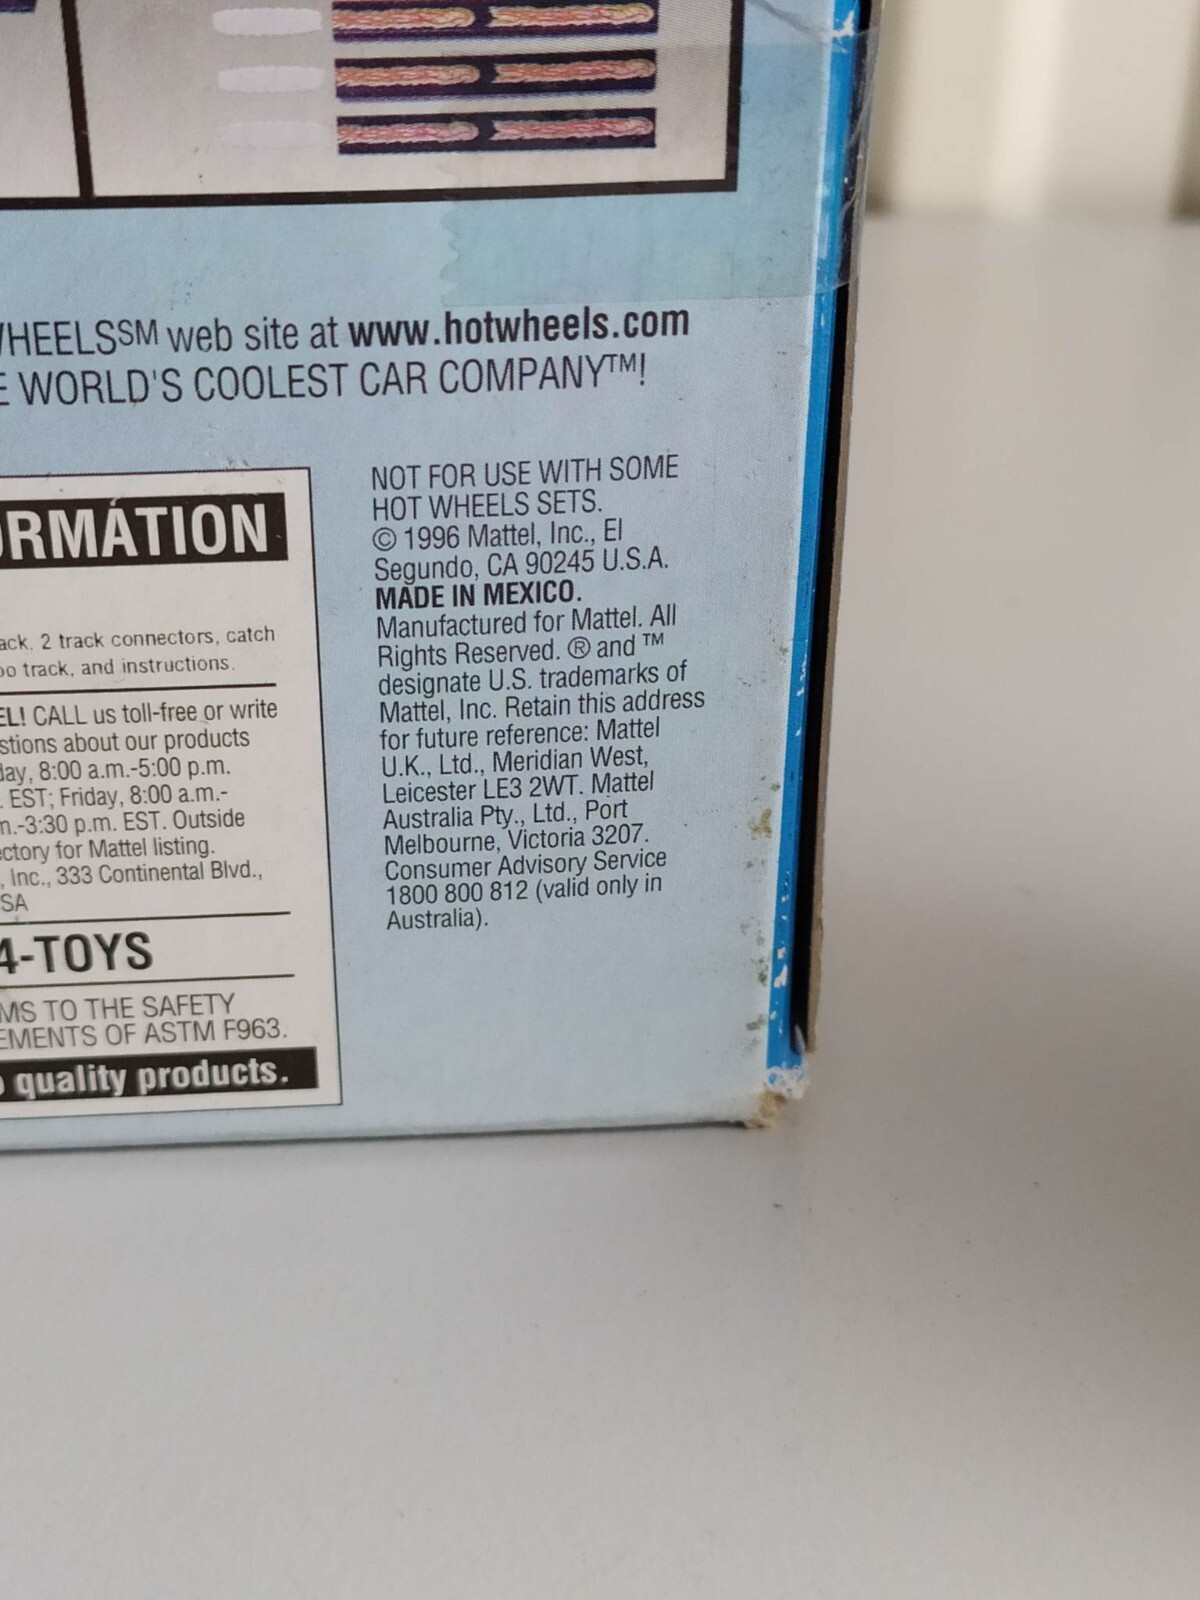 WHEELSSM web site at www.hotwheels.com
WORLD'S COOLEST CAR COMPANY™!
NOT FOR USE WITH SOME
HOT WHEELS SETS.
© 1996 Mattel, Inc., El
Segundo, CA 90245 U.S.A.
MADE IN MEXICO.
Manufactured for Mattel. All
Rights Reserved. ® and ™
designate U.S. trademarks of
Mattel, Inc. Retain this address
for future reference: Mattel
U.K., Ltd., Meridian West,
Leicester LE3 2WT. Mattel
Australia Pty., Ltd., Port
Melbourne, Victoria 3207.
Consumer Advisory Service
1800 800 812 (valid only in
Australia).
ORMATION
ack, 2 track connectors, catch
oo track, and instructions.
EL! CALL us toll-free or write
stions about our products
day, 8:00 a.m.-5:00 p.m.
. EST; Friday, 8:00 a.m.-
m.-3:30 p.m. EST. Outside
ectory for Mattel listing.
, Inc., 333 Continental Blvd.,
SA
4-TOYS
MS TO THE SAFETY
EMENTS OF ASTM F963.
quality products.